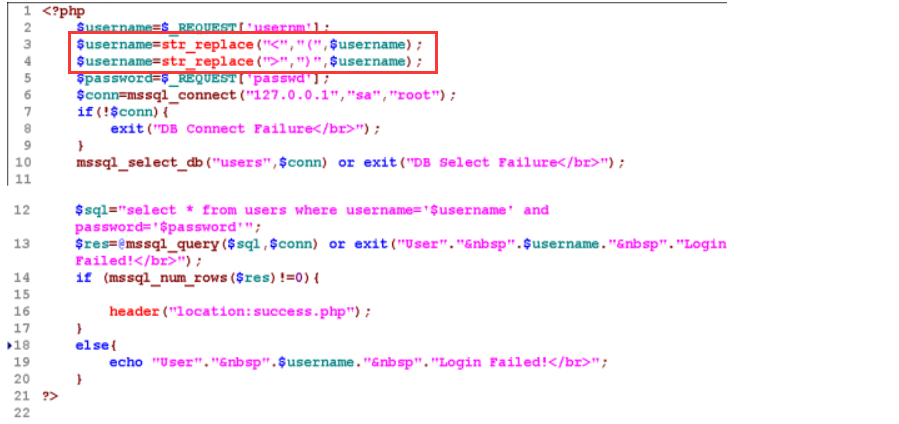 1 <?php
2 $username=$_REQUEST['usernm'];
3 $username=str_replace("<","(",$username);
4 $username=str_replace(">",")",$username);
5 $password=$_REQUEST['passwd'];
6 $conn=mssql_connect("127.0.0.1","sa","root");
7 if(!$conn){
8 exit("DB Connect Failure</br>");
9 }
10 mssql_select_db("users",$conn) or exit("DB Select Failure</br>");
11
12 $sql="select * from users where username='$username' and
password='$password'";
13 $res=@mssql_query($sql,$conn) or exit("User"."&nbsp".$username."&nbsp"."Login
Failed!</br>");
14 if (mssql_num_rows($res)!=0){
15
16 header("location:success.php");
17 }
18 else{
19 echo "User"."&nbsp".$username."&nbsp"."Login Failed!</br>";
20 }
21 ?>
22